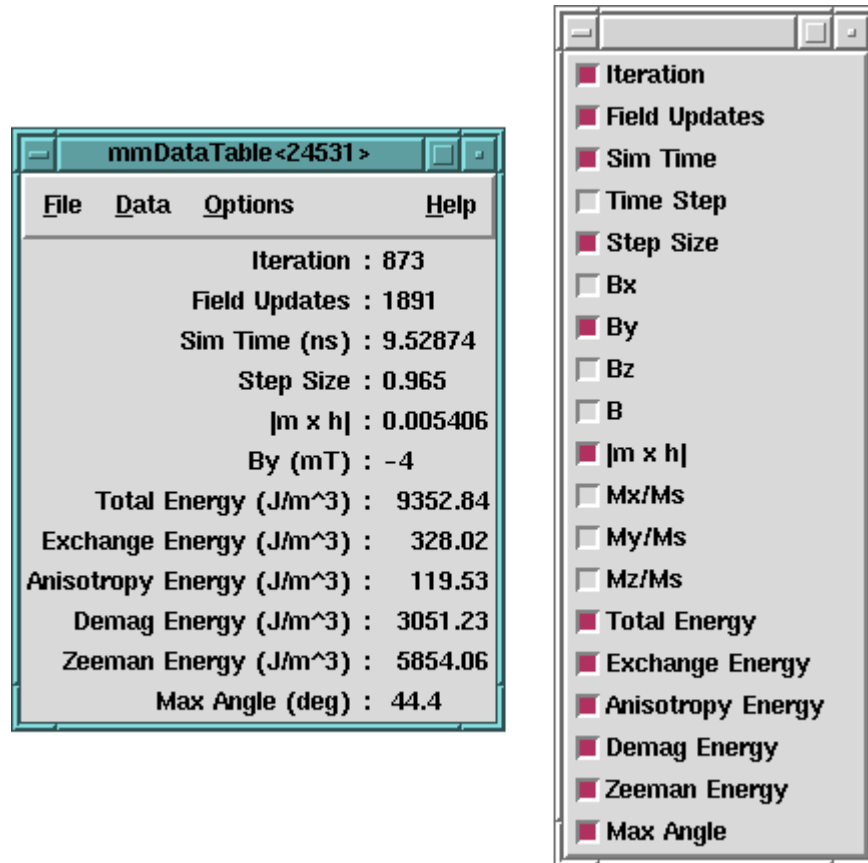 mmDataTable<24531>
File Data Options Help
Iteration : 873
Field Updates : 1891
Sim Time (ns) : 9.52874
Step Size : 0.965
|m x h| : 0.005406
By (mT) : -4
Total Energy (J/m^3) : 9352.84
Exchange Energy (J/m^3) : 328.02
Anisotropy Energy (J/m^3) : 119.53
Demag Energy (J/m^3) : 3051.23
Zeeman Energy (J/m^3) : 5854.06
Max Angle (deg) : 44.4
Iteration
Field Updates
Sim Time
Time Step
Step Size
Bx
By
Bz
B
|m x h|
Mx/Ms
My/Ms
Mz/Ms
Total Energy
Exchange Energy
Anisotropy Energy
Demag Energy
Zeeman Energy
Max Angle